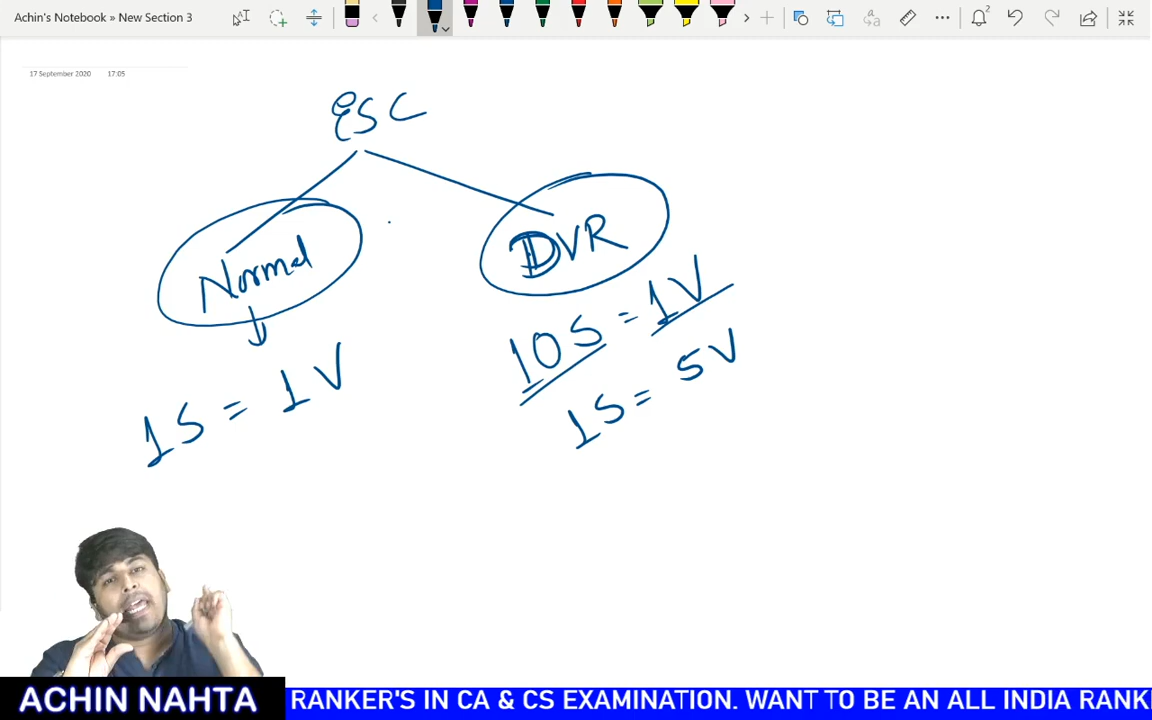 Achin's Notebook » New Section 3
17 September 2020 17:05
ESC
Normal
DVR
1S = 1V
10S = 1V
1S = 5V
ACHIN NAHTA
RANKER'S IN CA & CS EXAMINATION. WANT TO BE AN ALL INDIA RANK